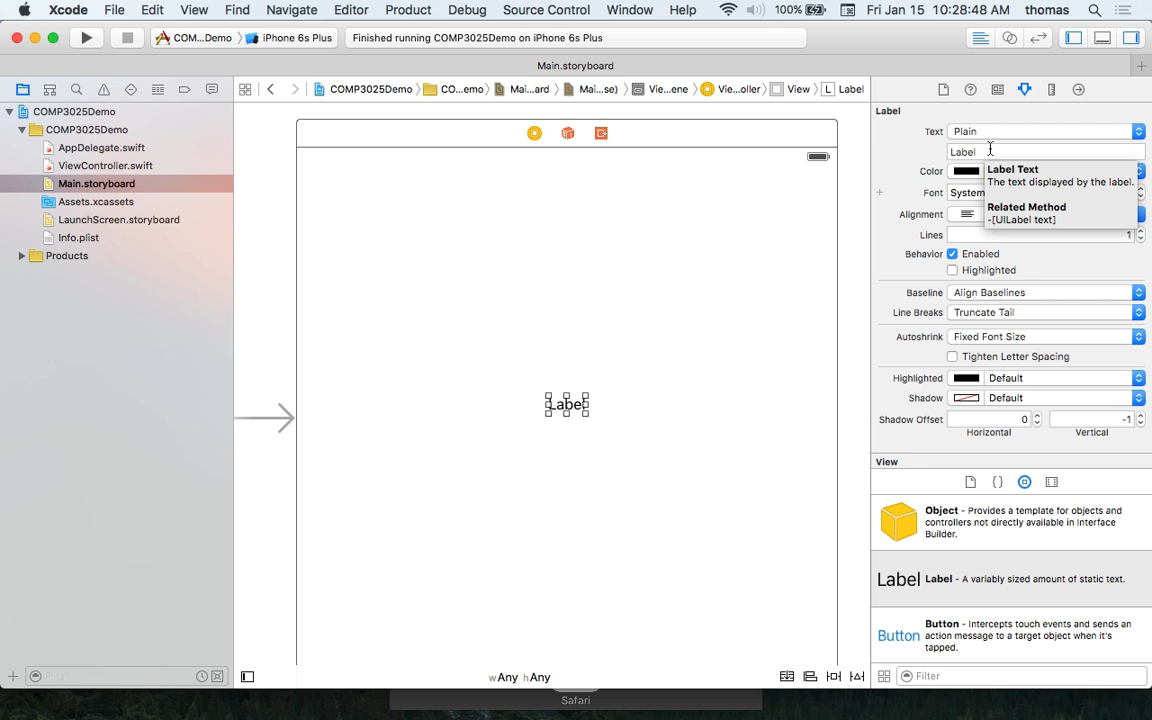 Xcode File Edit View Find Navigate Editor Product Debug Source Control Window Help 100% Fri Jan 15 10:28:48 AM thomas
COM...Demo iPhone 6s Plus Finished running COMP3025Demo on iPhone 6s Plus
Main.storyboard
COMP3025Demo CO...emo Mai...ard Mai...se) Vie...ene Vie...oller View L Label
COMP3025Demo
COMP3025Demo
AppDelegate.swift
ViewController.swift
Main.storyboard
Assets.xcassets
LaunchScreen.storyboard
Info.plist
Products
Label
Label
Text Plain
Label
Color
Label Text
The text displayed by the label.
Font System
Related Method
-[UILabel text]
Alignment
Lines 1
Behavior Enabled
Highlighted
Baseline Align Baselines
Line Breaks Truncate Tail
Autoshrink Fixed Font Size
Tighten Letter Spacing
Highlighted Default
Shadow Default
Shadow Offset 0 -1
Horizontal Vertical
View
Object - Provides a template for objects and
controllers not directly available in Interface
Builder.
Label Label - A variably sized amount of static text.
Button Button - Intercepts touch events and sends an
action message to a target object when it's
tapped.
Filter
wAny hAny
Filter
Safari